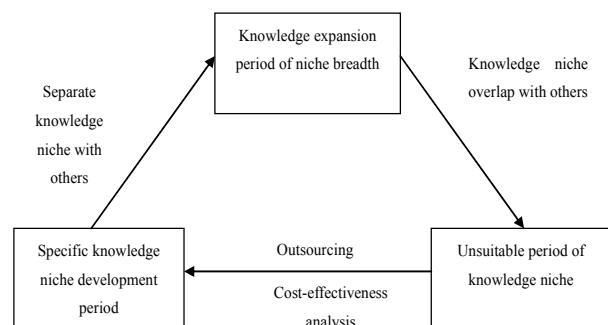 Knowledge expansion
period of niche breadth
Knowledge niche
overlap with others
Separate
knowledge
niche with
others
Specific knowledge
niche development
period
Outsourcing
Cost-effectiveness
analysis
Unsuitable period of
knowledge niche